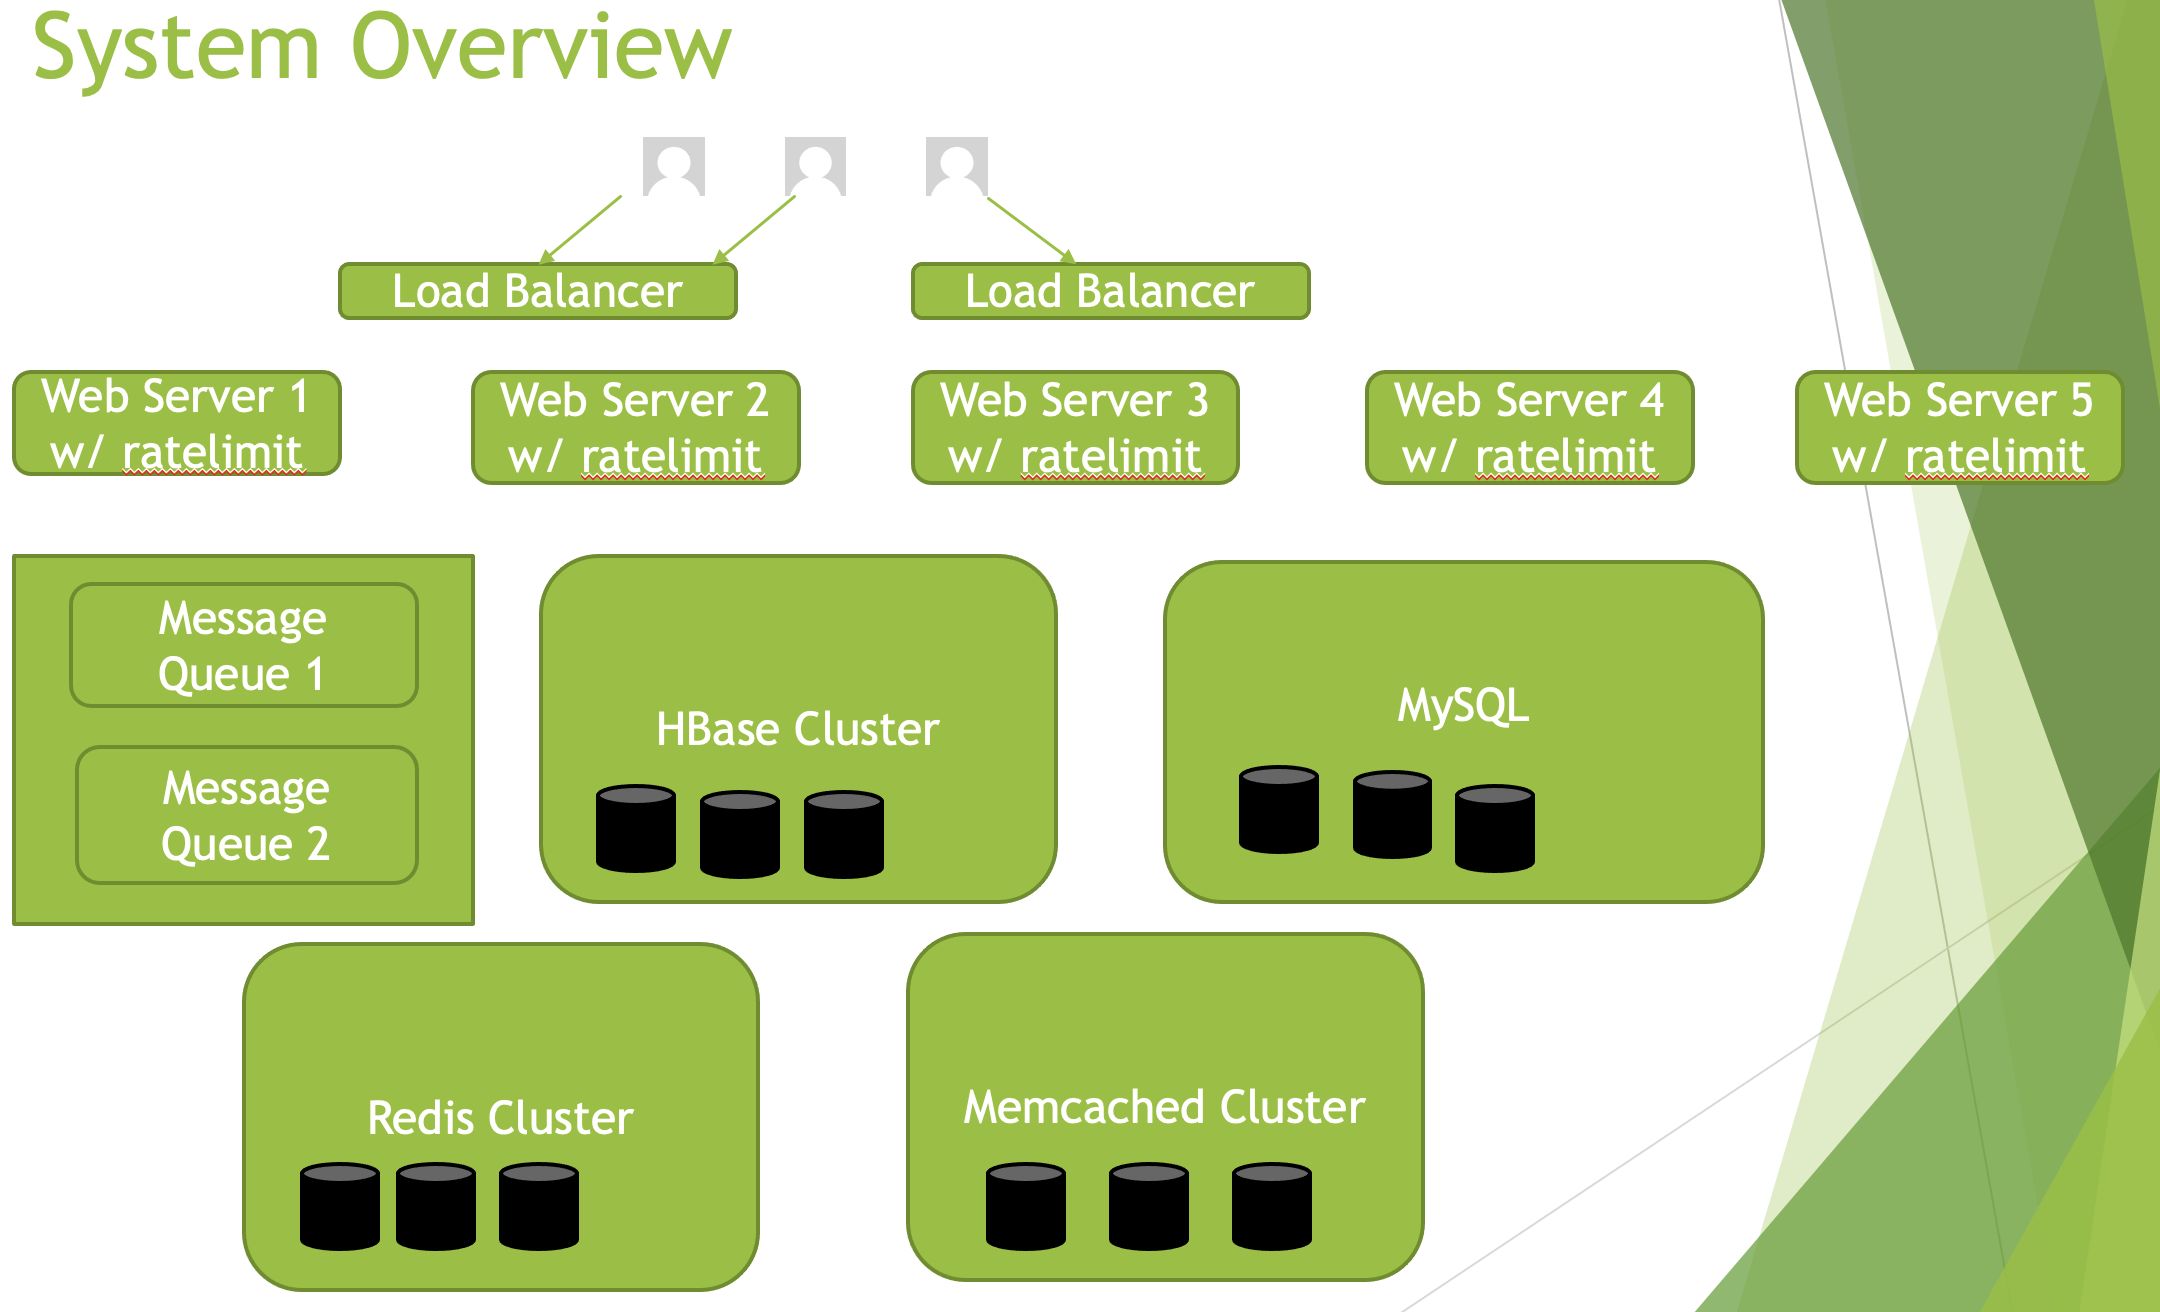 System Overview
Load Balancer
Load Balancer
Web Server 1
w/ ratelimit
Web Server 2
w/ ratelimit
Web Server 3
w/ ratelimit
Web Server 4
w/ ratelimit
Web Server 5
w/ ratelimit
Message
Queue 1
Message
Queue 2
HBase Cluster
MySQL
Redis Cluster
Memcached Cluster